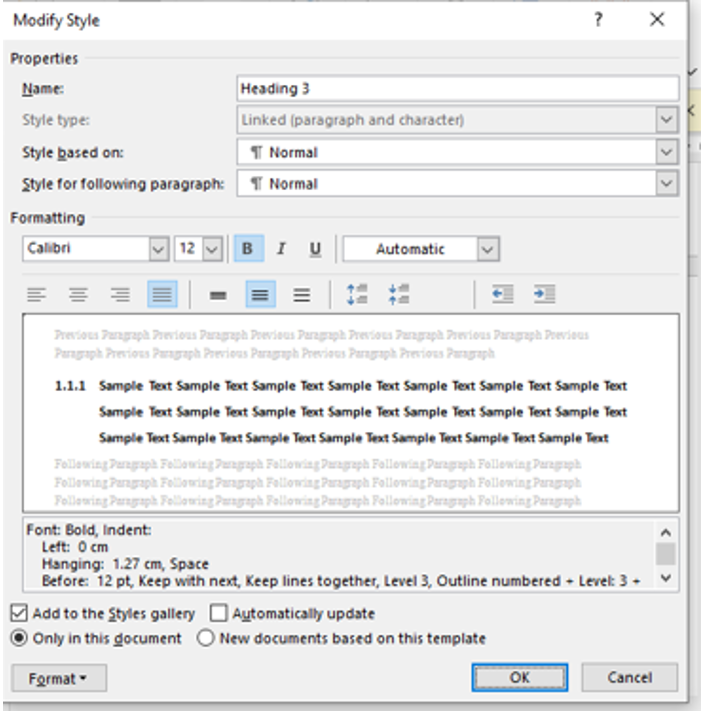 Modify Style ?
Properties
Name: Heading 3
Style type: Linked (paragraph and character)
Style based on: ¶ Normal
Style for following paragraph: ¶ Normal
Formatting
Calibri 12 B I U Automatic
Previous Paragraph Previous Paragraph Previous Paragraph Previous Paragraph Previous Paragraph Previous
Paragraph Previous Paragraph Previous Paragraph Previous Paragraph Previous Paragraph
1.1.1 Sample Text Sample Text Sample Text Sample Text Sample Text Sample Text Sample Text
Sample Text Sample Text Sample Text Sample Text Sample Text Sample Text Sample Text
Sample Text Sample Text Sample Text Sample Text Sample Text Sample Text Sample Text
Following Paragraph Following Paragraph Following Paragraph Following Paragraph Following Paragraph
Following Paragraph Following Paragraph Following Paragraph Following Paragraph Following Paragraph
Following Paragraph Following Paragraph Following Paragraph Following Paragraph Following Paragraph
Font: Bold, Indent:
Left: 0 cm
Hanging: 1.27 cm, Space
Before: 12 pt, Keep with next, Keep lines together, Level 3, Outline numbered + Level: 3 +
Add to the Styles gallery Automatically update
Only in this document New documents based on this template
Format OK Cancel